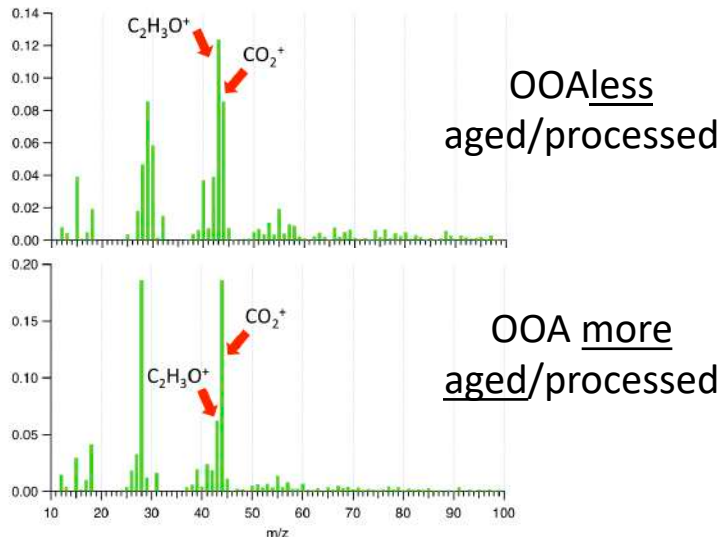 0.14
0.12
0.10
0.08
0.06
0.04
0.02
0.00
C₂H₃O⁺
CO₂⁺
OOAless
aged/processed
0.20
0.15
0.10
0.05
0.00
CO₂⁺
C₂H₃O⁺
OOA more
aged/processed
10 20 30 40 50 60 70 80 90 100
m/z